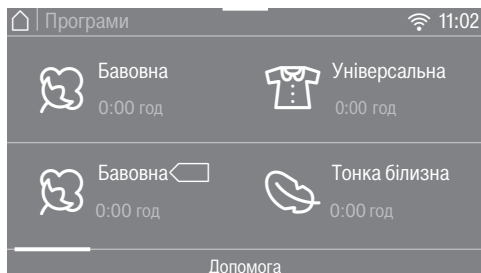 Програми 11:02
Бавовна
0:00 год
Універсальна
0:00 год
Бавовна
0:00 год
Тонка білизна
0:00 год
Допомога